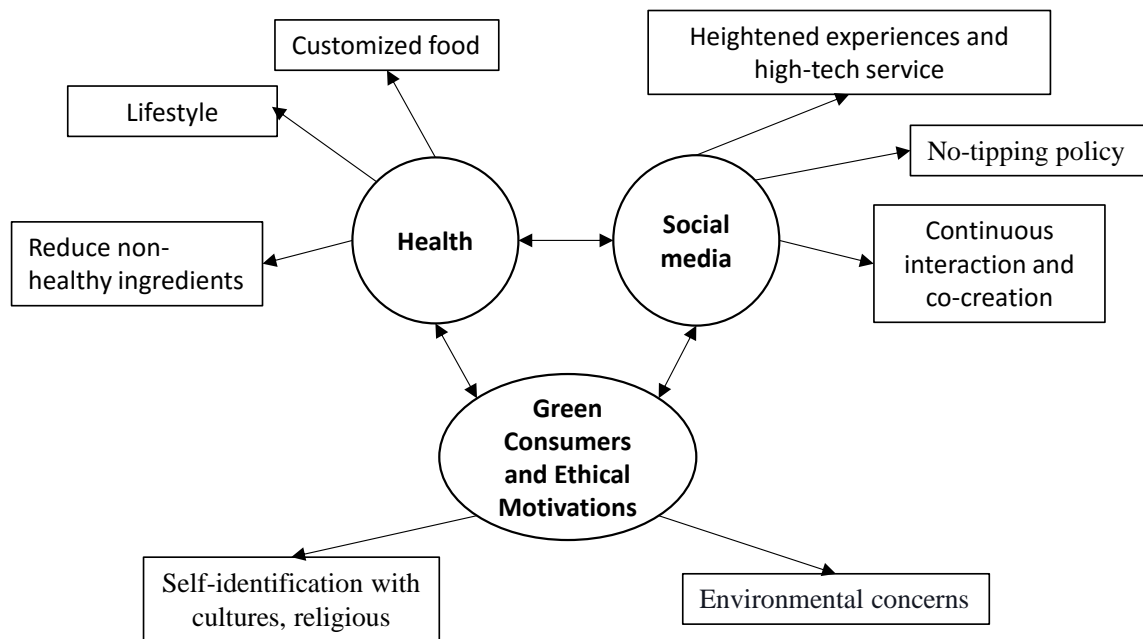 Customized food
Heightened experiences and
high-tech service
Lifestyle
No-tipping policy
Reduce non-
healthy ingredients
Health
Social
media
Continuous
interaction and
co-creation
Green
Consumers
and Ethical
Motivations
Self-identification with
cultures, religious
Environmental concerns